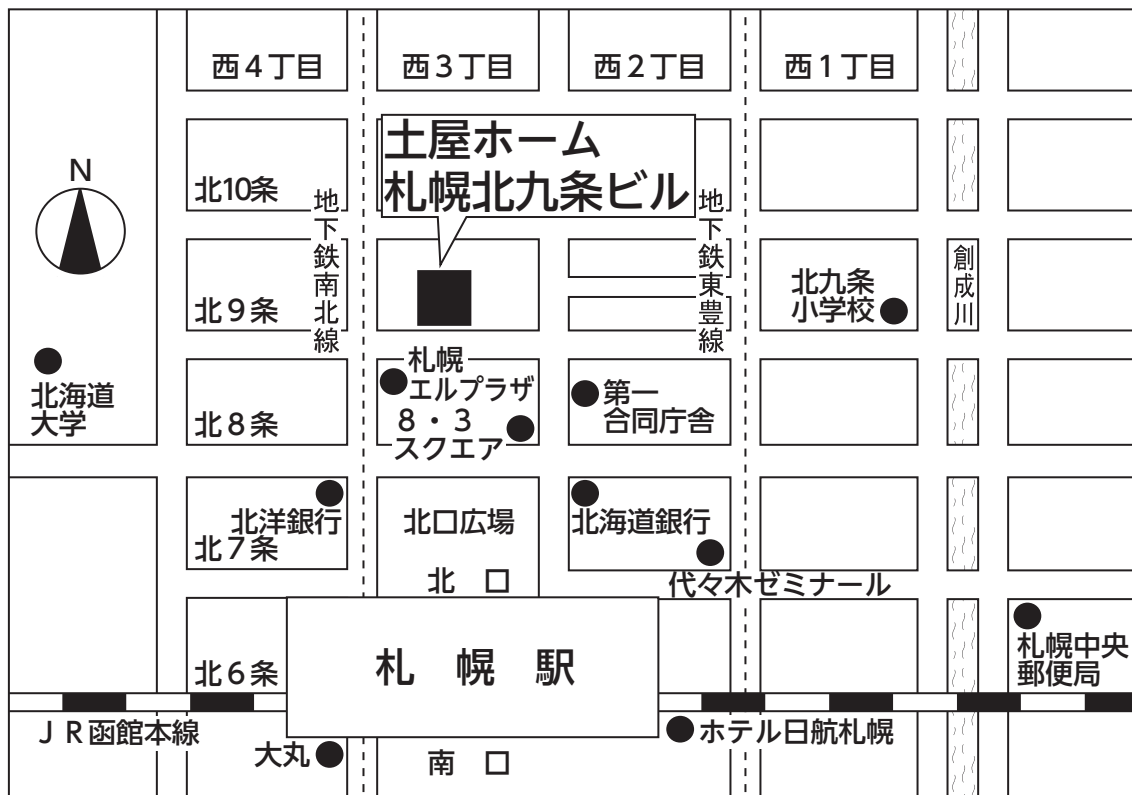 西4丁目
西3丁目
西2丁目
西1丁目
土屋ホーム
札幌北九条ビル
N
北10条
地下鉄南北線
地下鉄東豊線
北9条
北九条
小学校
創成川
北海道
大学
札幌
エルプラザ
8・3
スクエア
第一
合同庁舎
北8条
北洋銀行
北7条
北口広場
北海道銀行
北 口
代々木ゼミナール
北6条
札 幌 駅
札幌中央
郵便局
JR函館本線
大丸
南 口
ホテル日航札幌